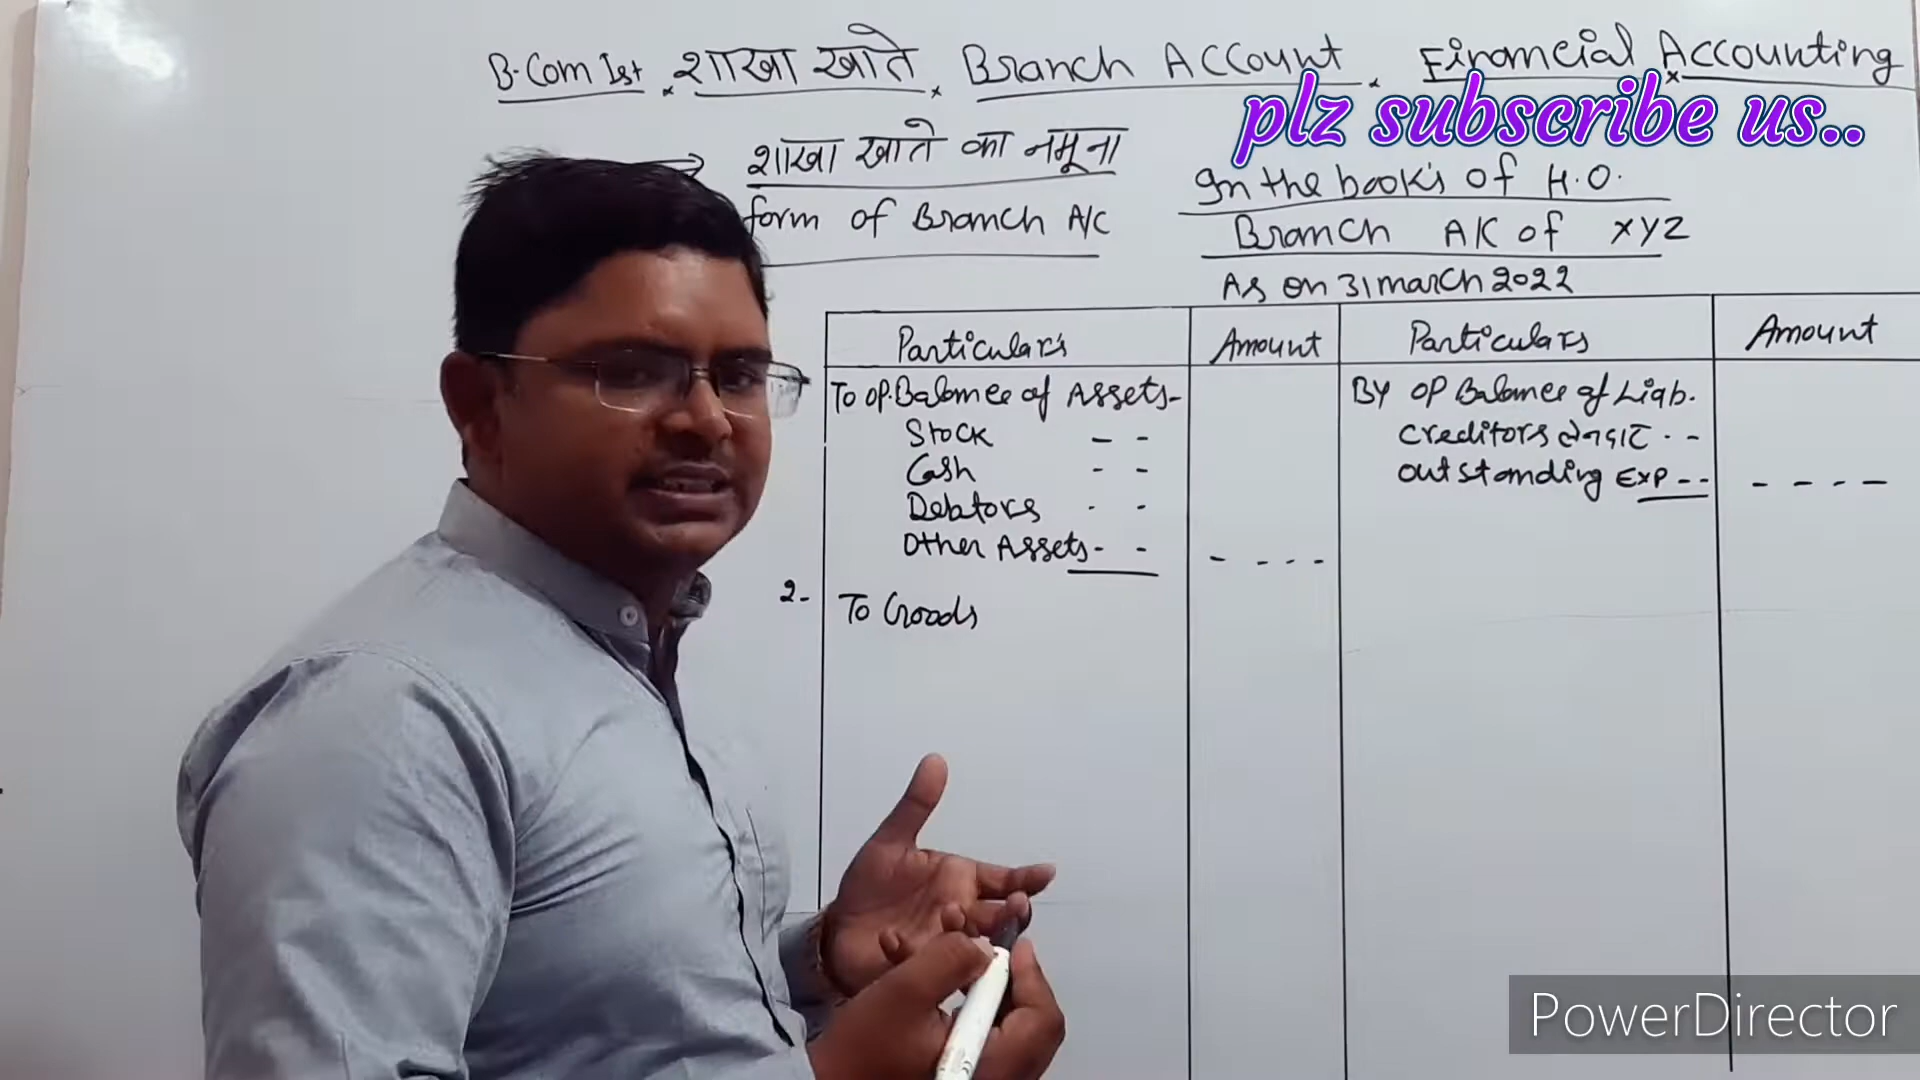 B.Com Ist . शाखा खाते . Branch Account . Financial Accounting
plz subscribe us..
→ शाखा खाते का नमूना
form of Branch A/C
In the book's of H.O.
Branch A/C of XYZ
As on 31 march 2022
Particular's Amount Particulars Amount
To op. Balance of Assets- By op Balance of Liab.
Stock - - Creditors लेनदार - -
Cash - - outstanding Exp - - - - - -
Debtors - -
Other Assets - - - - - -
2- To Goods
PowerDirector